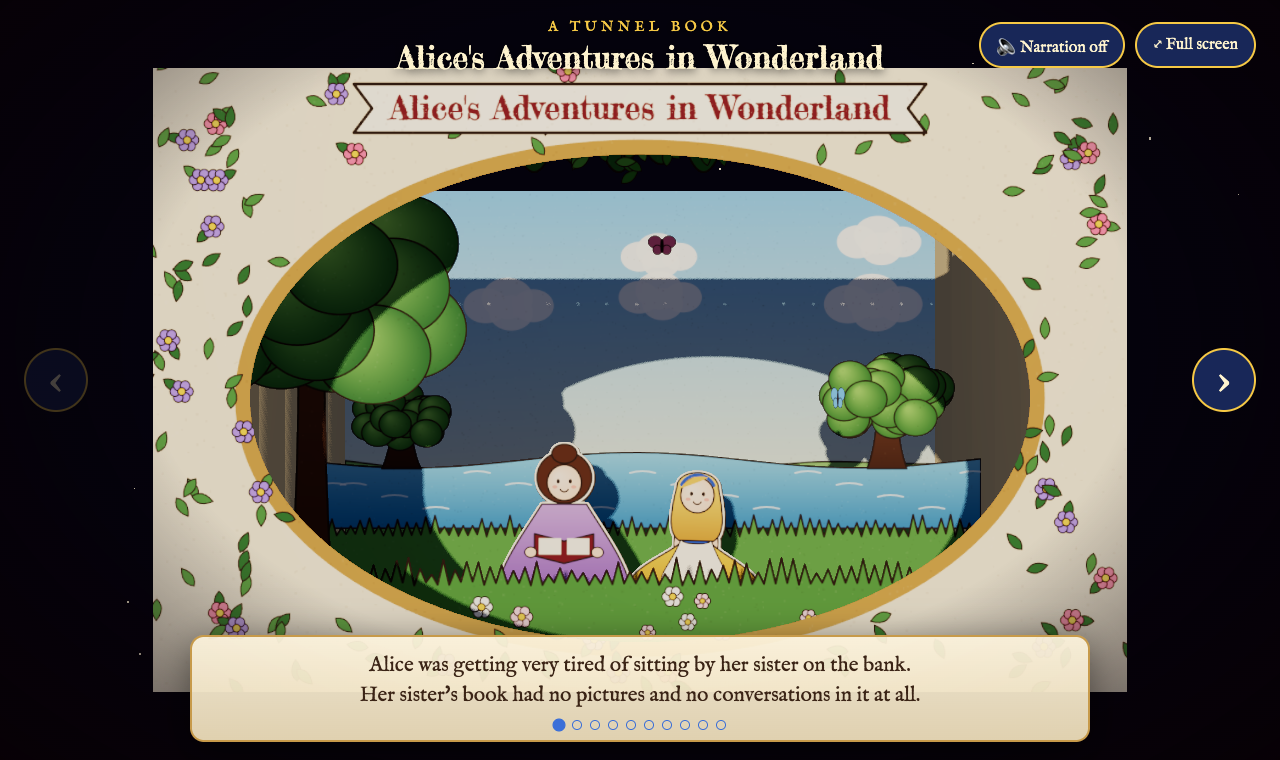 A TUNNEL BOOK
Alice's Adventures in Wonderland
🔈 Narration off
⤢ Full screen
Alice's Adventures in Wonderland
‹
›
Alice was getting very tired of sitting by her sister on the bank.
Her sister's book had no pictures and no conversations in it at all.